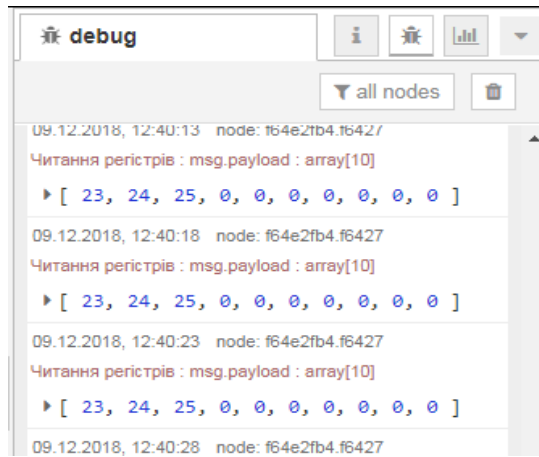 debug
i
all nodes
09.12.2018, 12:40:13 node: f64e2fb4.f6427
Читання регістрів : msg.payload : array[10]
[ 23, 24, 25, 0, 0, 0, 0, 0, 0, 0 ]
09.12.2018, 12:40:18 node: f64e2fb4.f6427
Читання регістрів : msg.payload : array[10]
[ 23, 24, 25, 0, 0, 0, 0, 0, 0, 0 ]
09.12.2018, 12:40:23 node: f64e2fb4.f6427
Читання регістрів : msg.payload : array[10]
[ 23, 24, 25, 0, 0, 0, 0, 0, 0, 0 ]
09.12.2018, 12:40:28 node: f64e2fb4.f6427